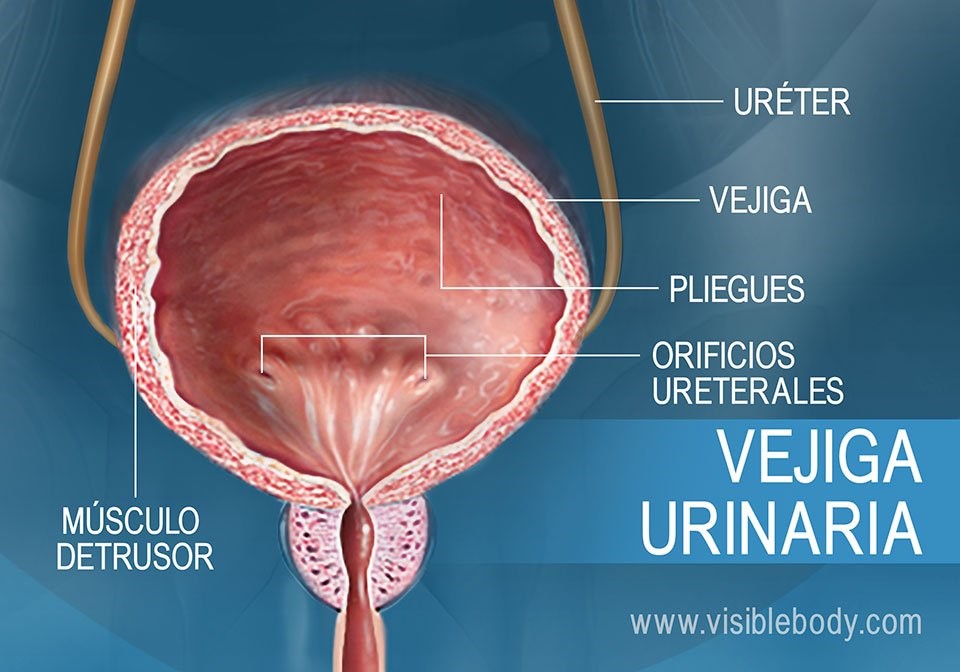 URÉTER
VEJIGA
PLIEGUES
ORIFICIOS
URETERALES
VEJIGA
URINARIA
MÚSCULO
DETRUSOR
www.visiblebody.com